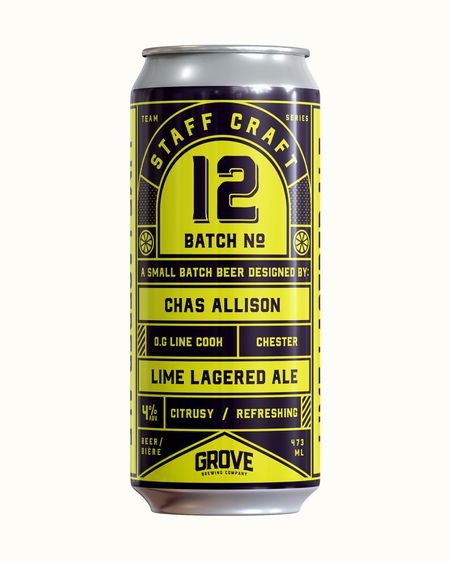 TEAM SERIES
STAFF CRAFT
12
BATCH Nº
A SMALL BATCH BEER DESIGNED BY:
CHAS ALLISON
O.G LINE COOK CHESTER
LIME LAGERED ALE
4% ABV CITRUSY / REFRESHING
BEER/ 473
BIÈRE ML
GROVE
BREWING COMPANY